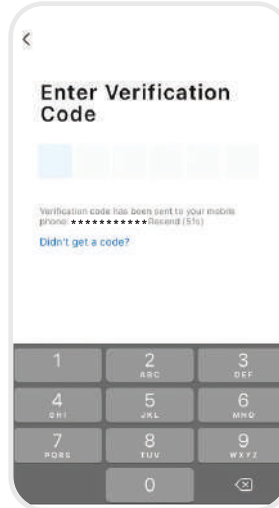 Enter Verification
Code
Verification code has been sent to your mobile
phone: ***********Resend (51s)
Didn't get a code?
1
2
ABC
3
DEF
4
GHI
5
JKL
6
MNO
7
PQRS
8
TUV
9
WXYZ
0